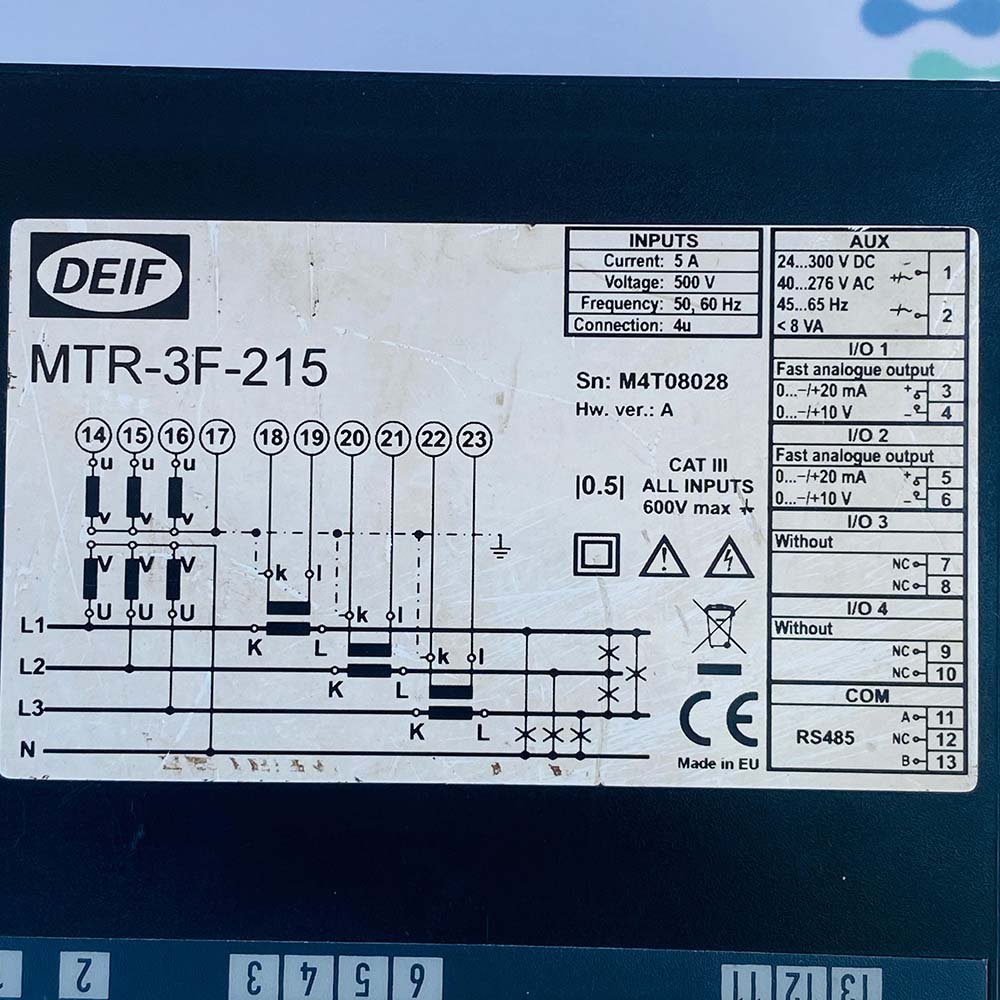 DEIF
MTR-3F-215
INPUTS
Current: 5 A
Voltage: 500 V
Frequency: 50, 60 Hz
Connection: 4u
Sn: M4T08028
Hw. ver.: A
|0.5|
CAT III
ALL INPUTS
600V max
CE
Made in EU
AUX
24...300 V DC
40...276 V AC
45...65 Hz
< 8 VA
1
2
I/O 1
Fast analogue output
0...–/+20 mA + 3
0...–/+10 V – 4
I/O 2
Fast analogue output
0...–/+20 mA + 5
0...–/+10 V – 6
I/O 3
Without
NC 7
NC 8
I/O 4
Without
NC 9
NC 10
COM
RS485
A 11
NC 12
B 13
14 15 16 17 18 19 20 21 22 23
u u u
v v v
V V V
U U U
k l
k l
k l
L1
K L
L2
K L
L3
K L
N
1 2 3 4 5 6 11 12 13